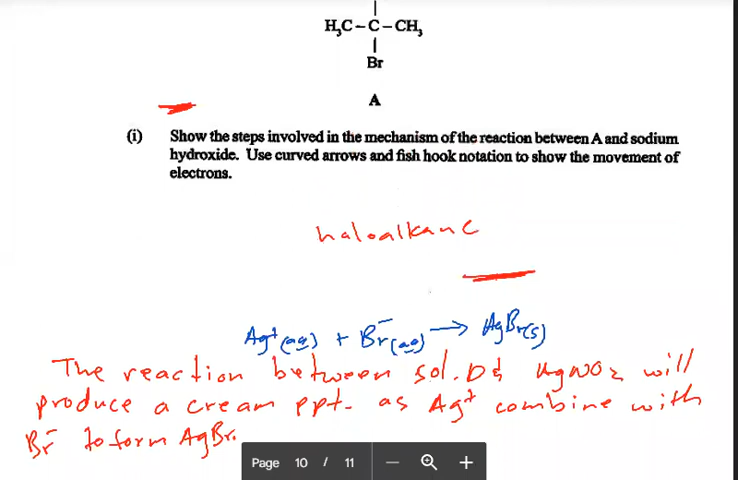 H₃C-C-CH₃
Br
A
(i) Show the steps involved in the mechanism of the reaction between A and sodium
hydroxide. Use curved arrows and fish hook notation to show the movement of
electrons.
haloalkane
Ag⁺(aq) + Br⁻(aq) → AgBr(s)
The reaction between sol. D & AgNO₃ will
produce a cream ppt. as Ag⁺ combine with
Br⁻ to form AgBr.
Page 10 / 11 — +